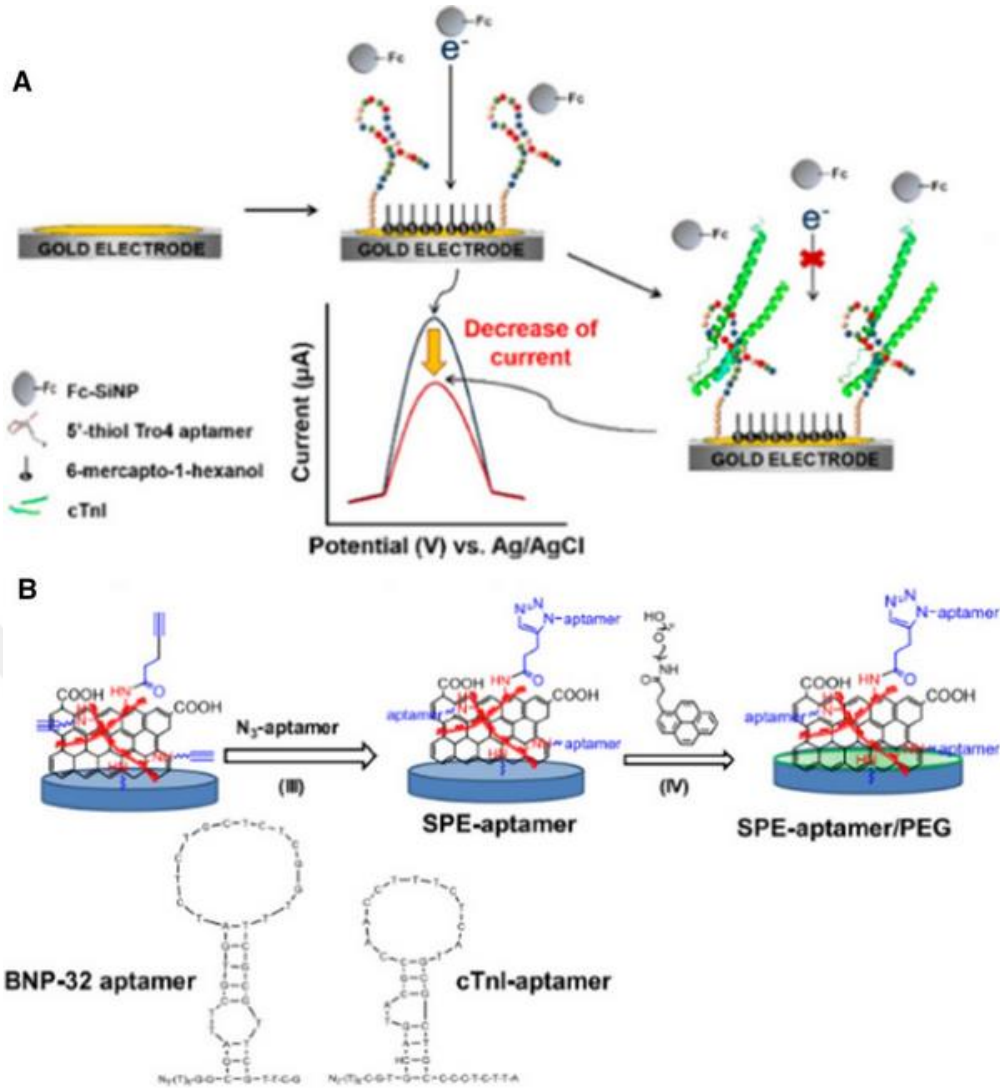 A
Fc
e-
Fc
Fc
GOLD ELECTRODE
GOLD ELECTRODE
Fc
Fc
Fc
e-
GOLD ELECTRODE
Decrease of
current
Current (µA)
Potential (V) vs. Ag/AgCl
Fc Fc-SiNP
5'-thiol Tro4 aptamer
6-mercapto-1-hexanol
cTnI
B
O
HN
COOH
COOH
N3-aptamer
(III)
N N
N-aptamer
O
HN
COOH
COOH
aptamer
aptamer
SPE-aptamer
HO
O
NH
O
(IV)
N N
N-aptamer
O
HN
COOH
COOH
aptamer
aptamer
SPE-aptamer/PEG
BNP-32 aptamer
cTnI-aptamer